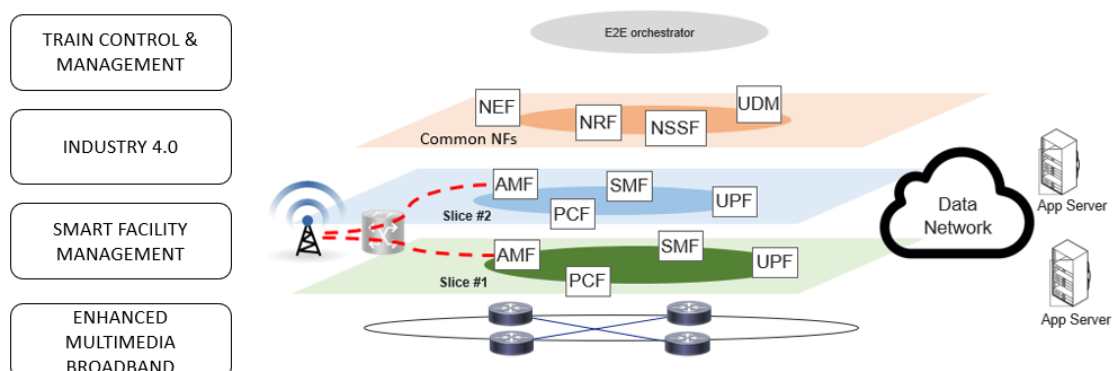 TRAIN CONTROL &
MANAGEMENT
INDUSTRY 4.0
SMART FACILITY
MANAGEMENT
ENHANCED
MULTIMEDIA
BROADBAND
E2E orchestrator
NEF
NRF
NSSF
UDM
Common NFs
AMF
SMF
PCF
UPF
Slice #2
AMF
SMF
PCF
UPF
Slice #1
Data
Network
App Server
App Server